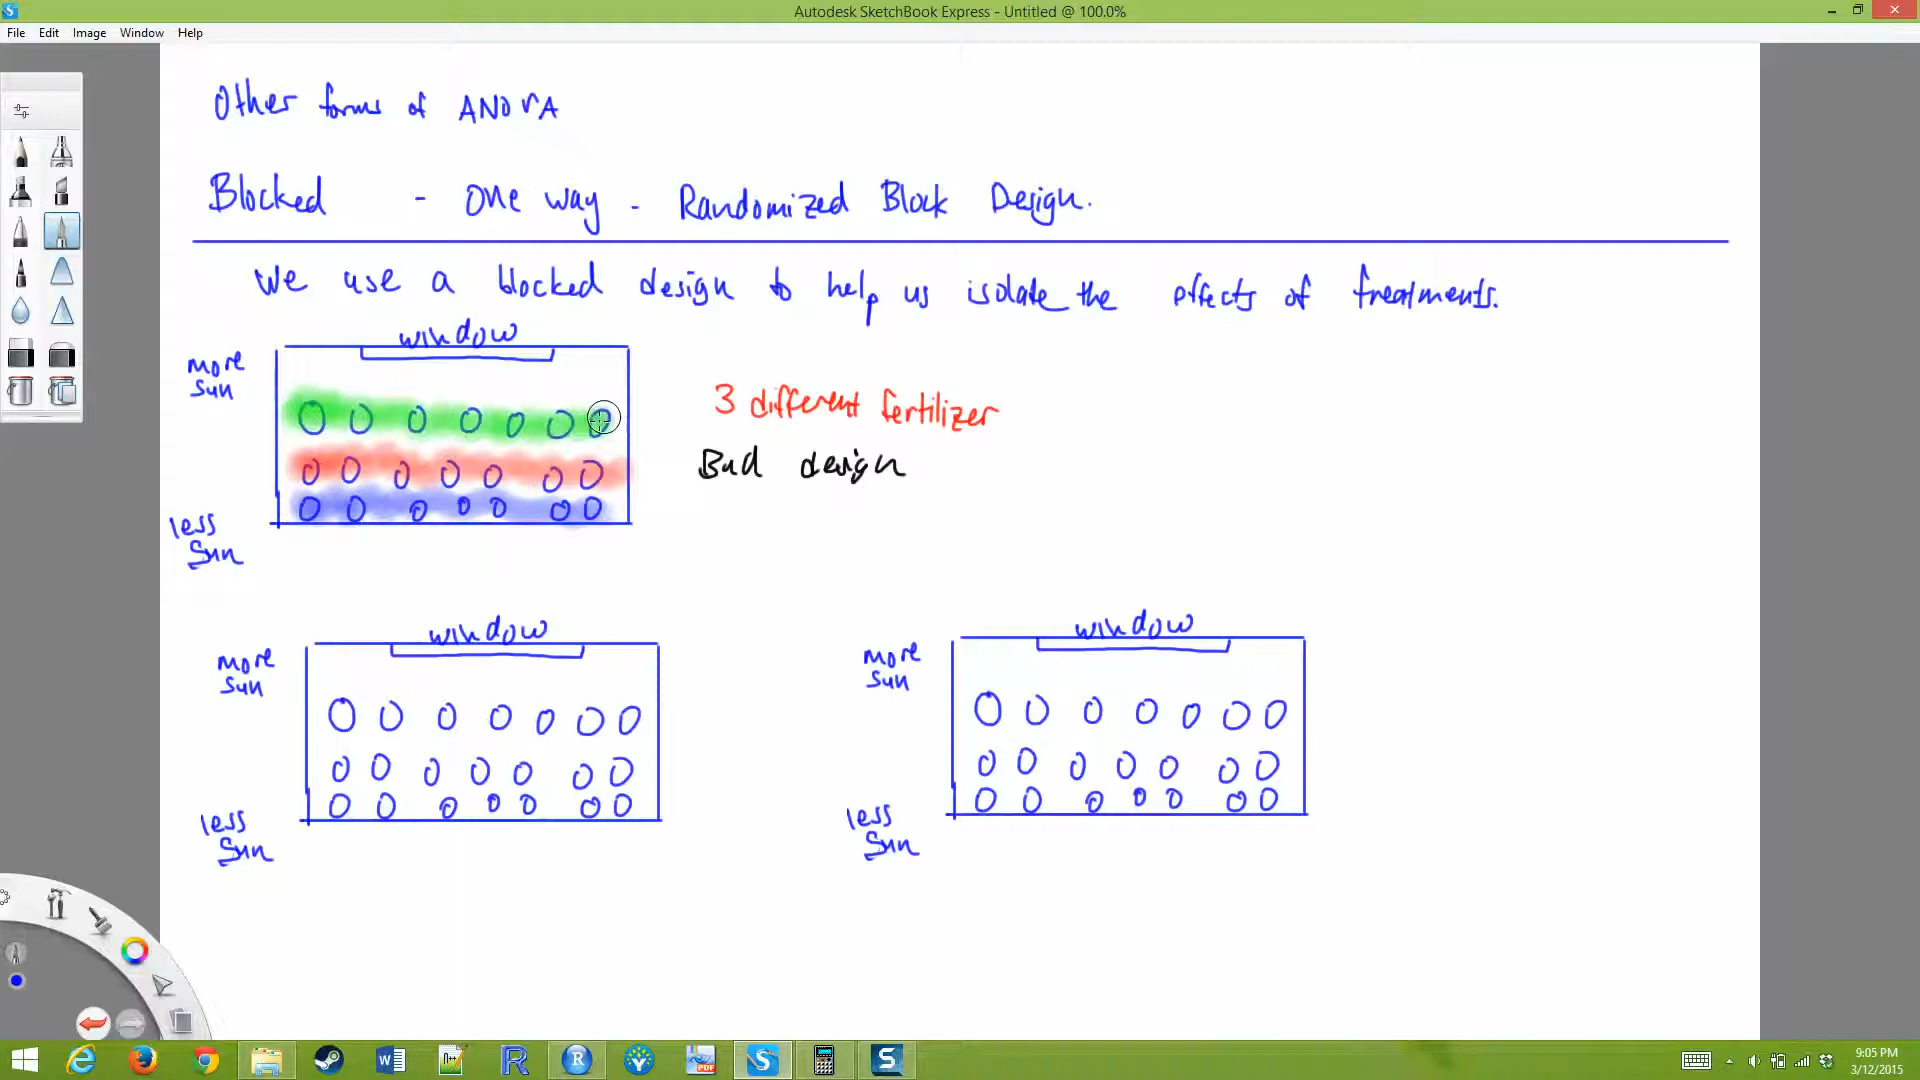 Autodesk SketchBook Express - Untitled @ 100.0%
File Edit Image Window Help
Other forms of ANOVA
Blocked - One way - Randomized Block Design.
We use a blocked design to help us isolate the effects of treatments.
window
more
sun
3 different fertilizer
Bad design
less
Sun
window
more
sun
less
Sun
window
more
sun
less
Sun
9:05 PM
3/12/2015